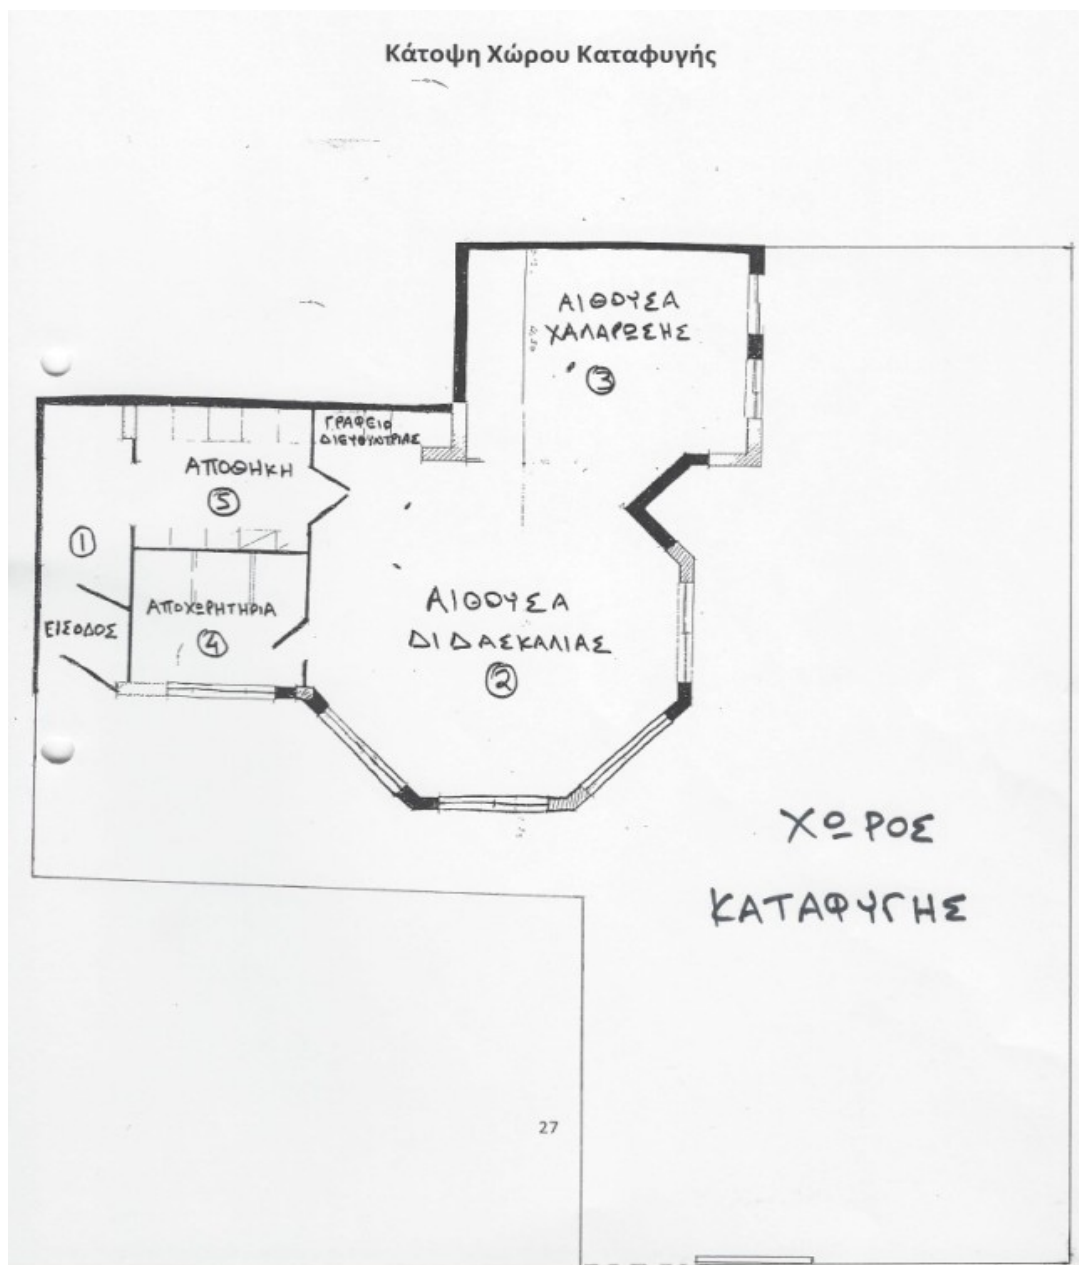 Κάτοψη Χώρου Καταφυγής
ΑΙΘΟΥΣΑ
ΧΑΛΑΡΩΣΗΣ
3
ΓΡΑΦΕΙΟ
ΔΙΕΥΘΥΝΤΡΙΑΣ
ΑΠΟΘΗΚΗ
5
1
ΑΠΟΧΩΡΗΤΗΡΙΑ
4
ΕΙΣΟΔΟΣ
ΑΙΘΟΥΣΑ
ΔΙΔΑΣΚΑΛΙΑΣ
2
ΧΩΡΟΣ
ΚΑΤΑΦΥΓΗΣ
27